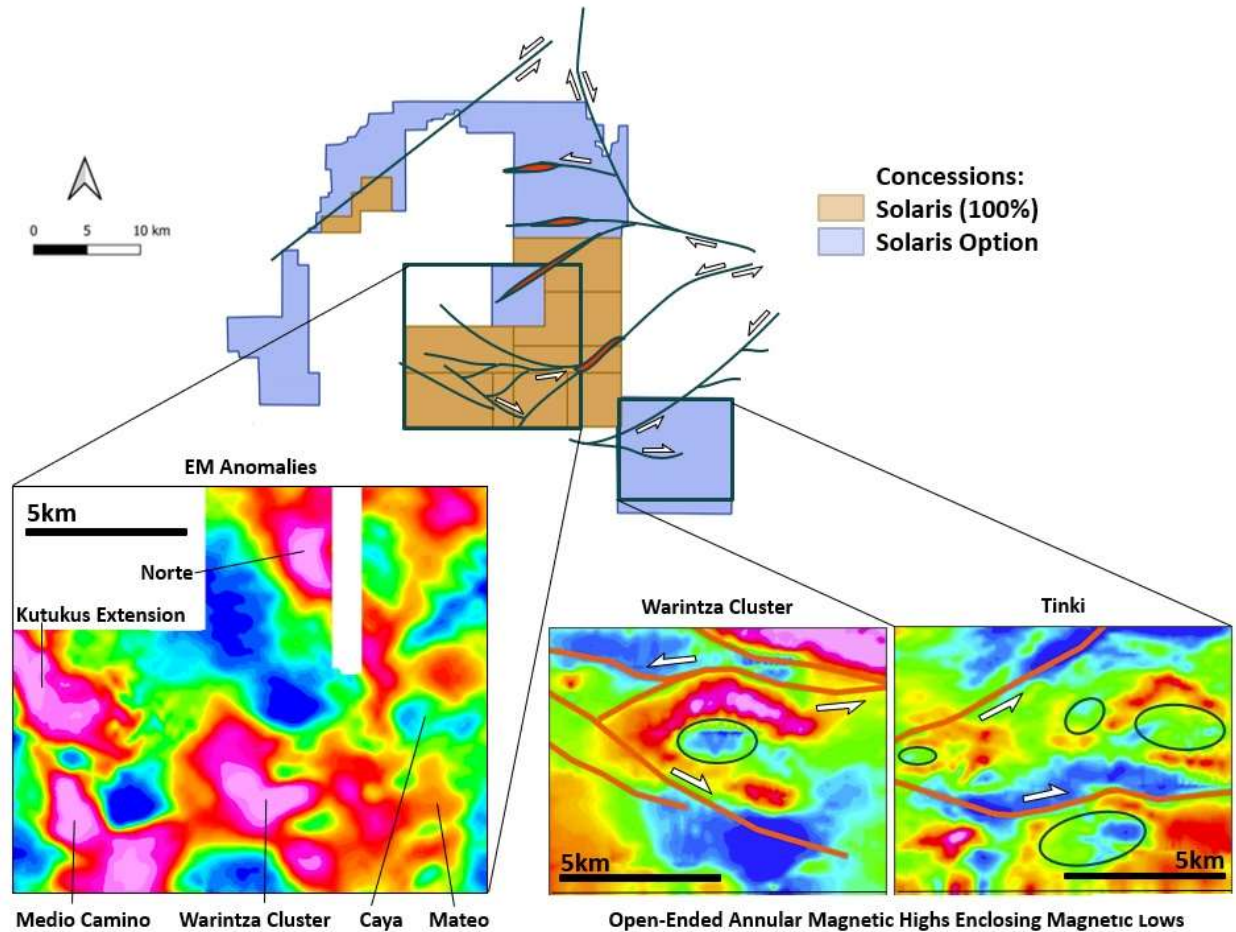 Concessions:
Solaris (100%)
Solaris Option
0 5 10 km
EM Anomalies
5km
Norte
Kutukus Extension
Medio Camino
Warintza Cluster
Caya
Mateo
Warintza Cluster
Tinki
5km
5km
Open-Ended Annular Magnetic Highs Enclosing Magnetic Lows